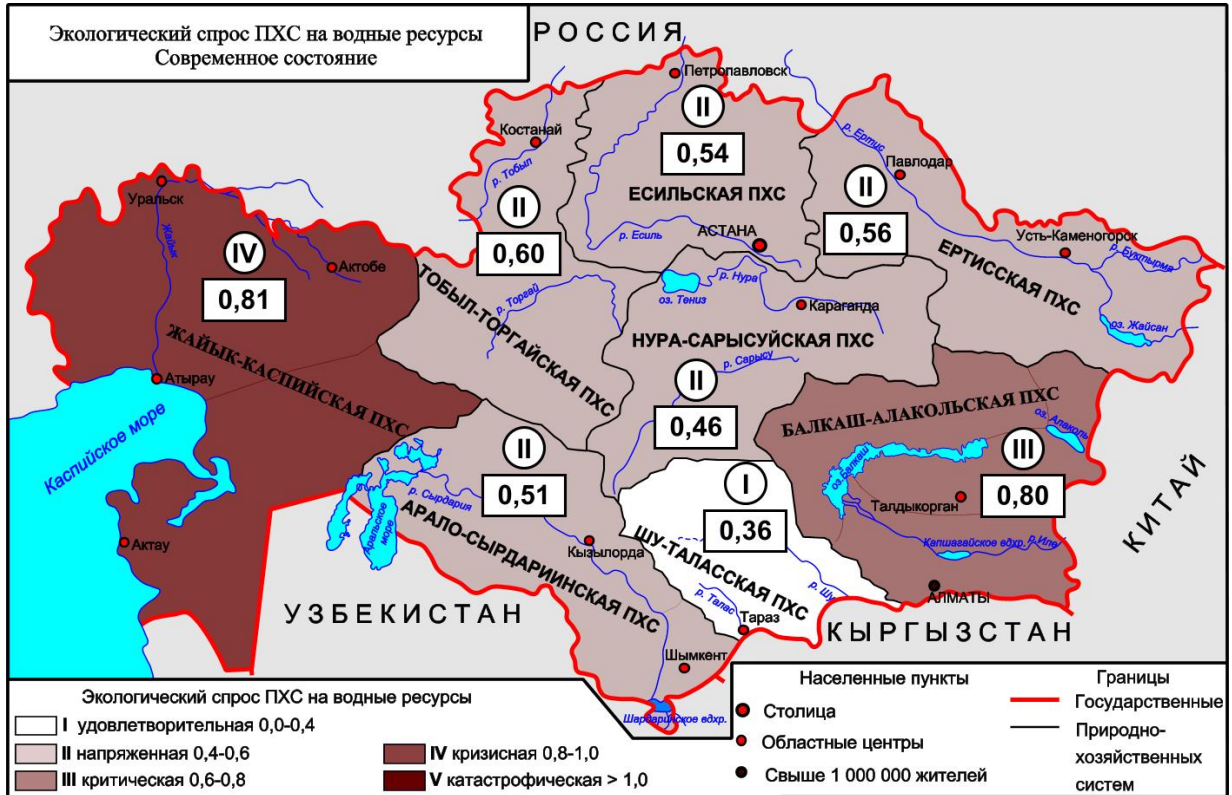 Экологический спрос ПХС на водные ресурсы
Современное состояние
РОССИЯ
Петропавловск
II
0,54
ЕСИЛЬСКАЯ ПХС
р. Есиль
АСТАНА
Костанай
р. Тобыл
II
0,60
ТОБЫЛ-ТОРГАЙСКАЯ ПХС
р. Торгай
р. Ертис
Павлодар
II
0,56
ЕРТИССКАЯ ПХС
Усть-Каменогорск
р. Буктырма
оз. Жайсан
Уральск
Жайык
IV
0,81
Актобе
ЖАЙЫК-КАСПИЙСКАЯ ПХС
Атырау
Каспийское море
Актау
оз. Тениз
р. Нура
Караганда
НУРА-САРЫСУЙСКАЯ ПХС
р. Сарысу
II
0,46
БАЛКАШ-АЛАКОЛЬСКАЯ ПХС
оз. Алаколь
оз.Балкаш
III
0,80
Талдыкорган
Капшагайское вдхр.
р.Иле
АЛМАТЫ
КИТАЙ
II
0,51
р. Сырдария
Аральское море
АРАЛО-СЫРДАРИИНСКАЯ ПХС
Кызылорда
Шымкент
Шардаринское вдхр.
I
0,36
ШУ-ТАЛАССКАЯ ПХС
р. Шу
р. Талас
Тараз
УЗБЕКИСТАН
КЫРГЫЗСТАН
Экологический спрос ПХС на водные ресурсы
I удовлетворительная 0,0-0,4
II напряженная 0,4-0,6
III критическая 0,6-0,8
IV кризисная 0,8-1,0
V катастрофическая > 1,0
Населенные пункты
Столица
Областные центры
Свыше 1 000 000 жителей
Границы
Государственные
Природно-
хозяйственных
систем